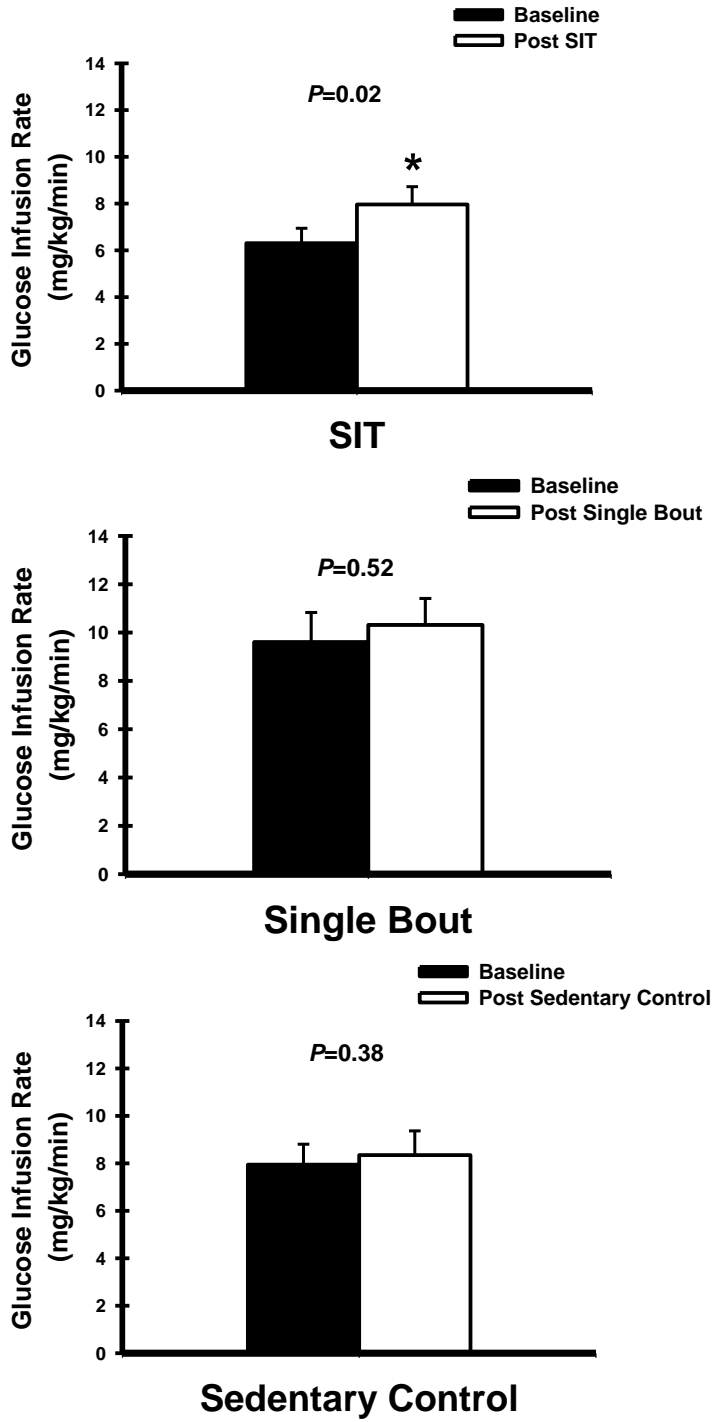 Baseline
Post SIT
P=0.02
*
14
12
10
8
6
4
2
0
Glucose Infusion Rate
(mg/kg/min)
SIT
Baseline
Post Single Bout
P=0.52
14
12
10
8
6
4
2
0
Glucose Infusion Rate
(mg/kg/min)
Single Bout
Baseline
Post Sedentary Control
P=0.38
14
12
10
8
6
4
2
0
Glucose Infusion Rate
(mg/kg/min)
Sedentary Control